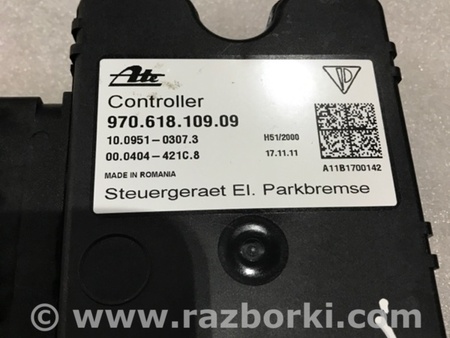 Ate
Controller
970.618.109.09
10.0951-0307.3 H51/2000
00.0404-421C.8 17.11.11
MADE IN ROMANIA A11B1700142
Steuergeraet El. Parkbremse
© www.razborki.com